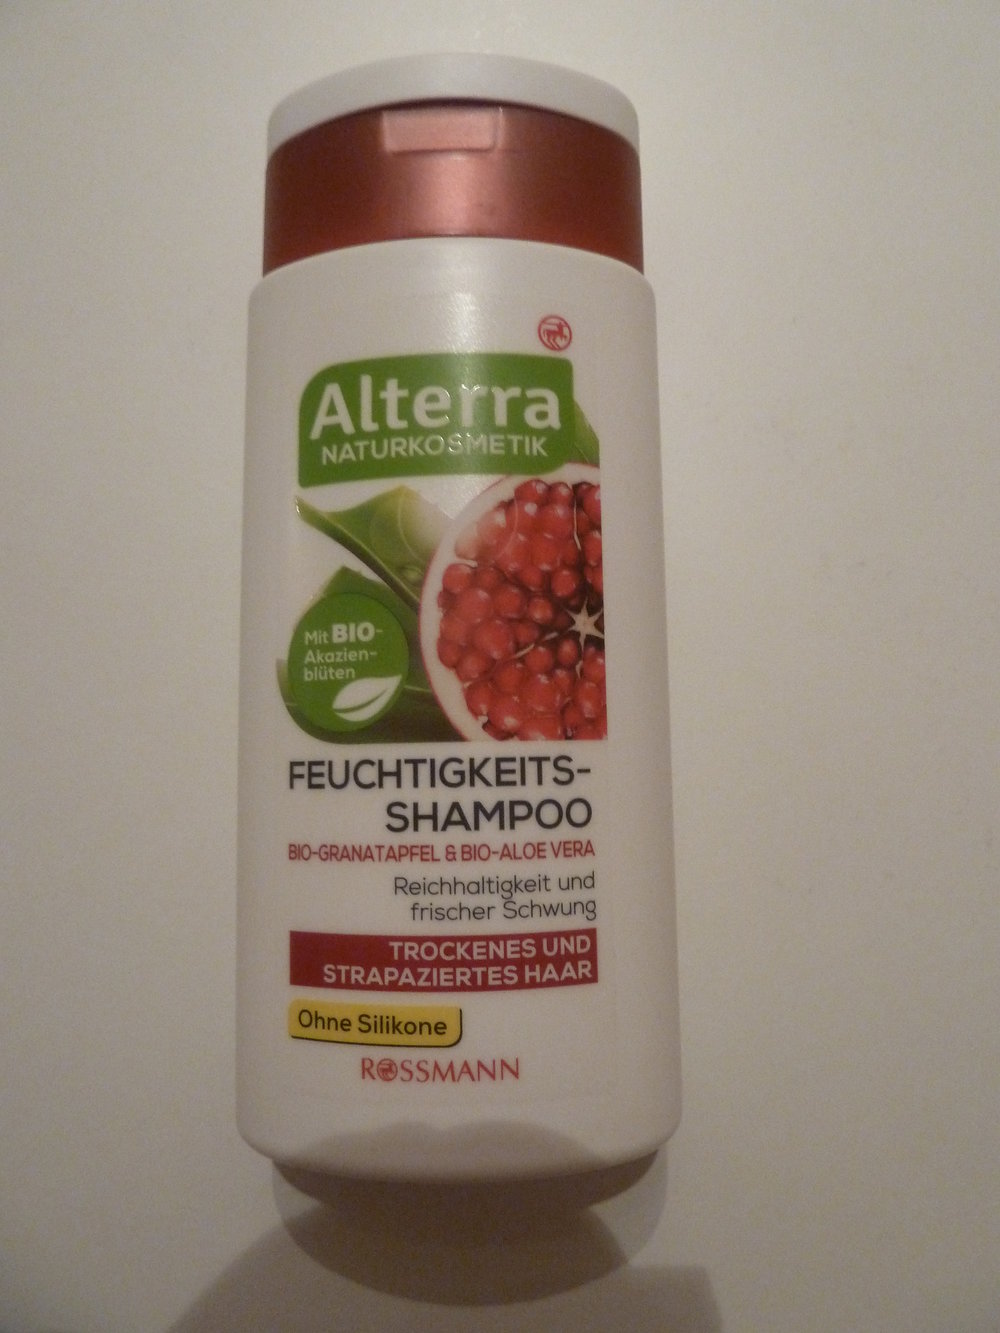 Alterra
NATURKOSMETIK
Mit BIO-
Akazien-
blüten
FEUCHTIGKEITS-
SHAMPOO
BIO-GRANATAPFEL & BIO-ALOE VERA
Reichhaltigkeit und
frischer Schwung
TROCKENES UND
STRAPAZIERTES HAAR
Ohne Silikone
ROSSMANN